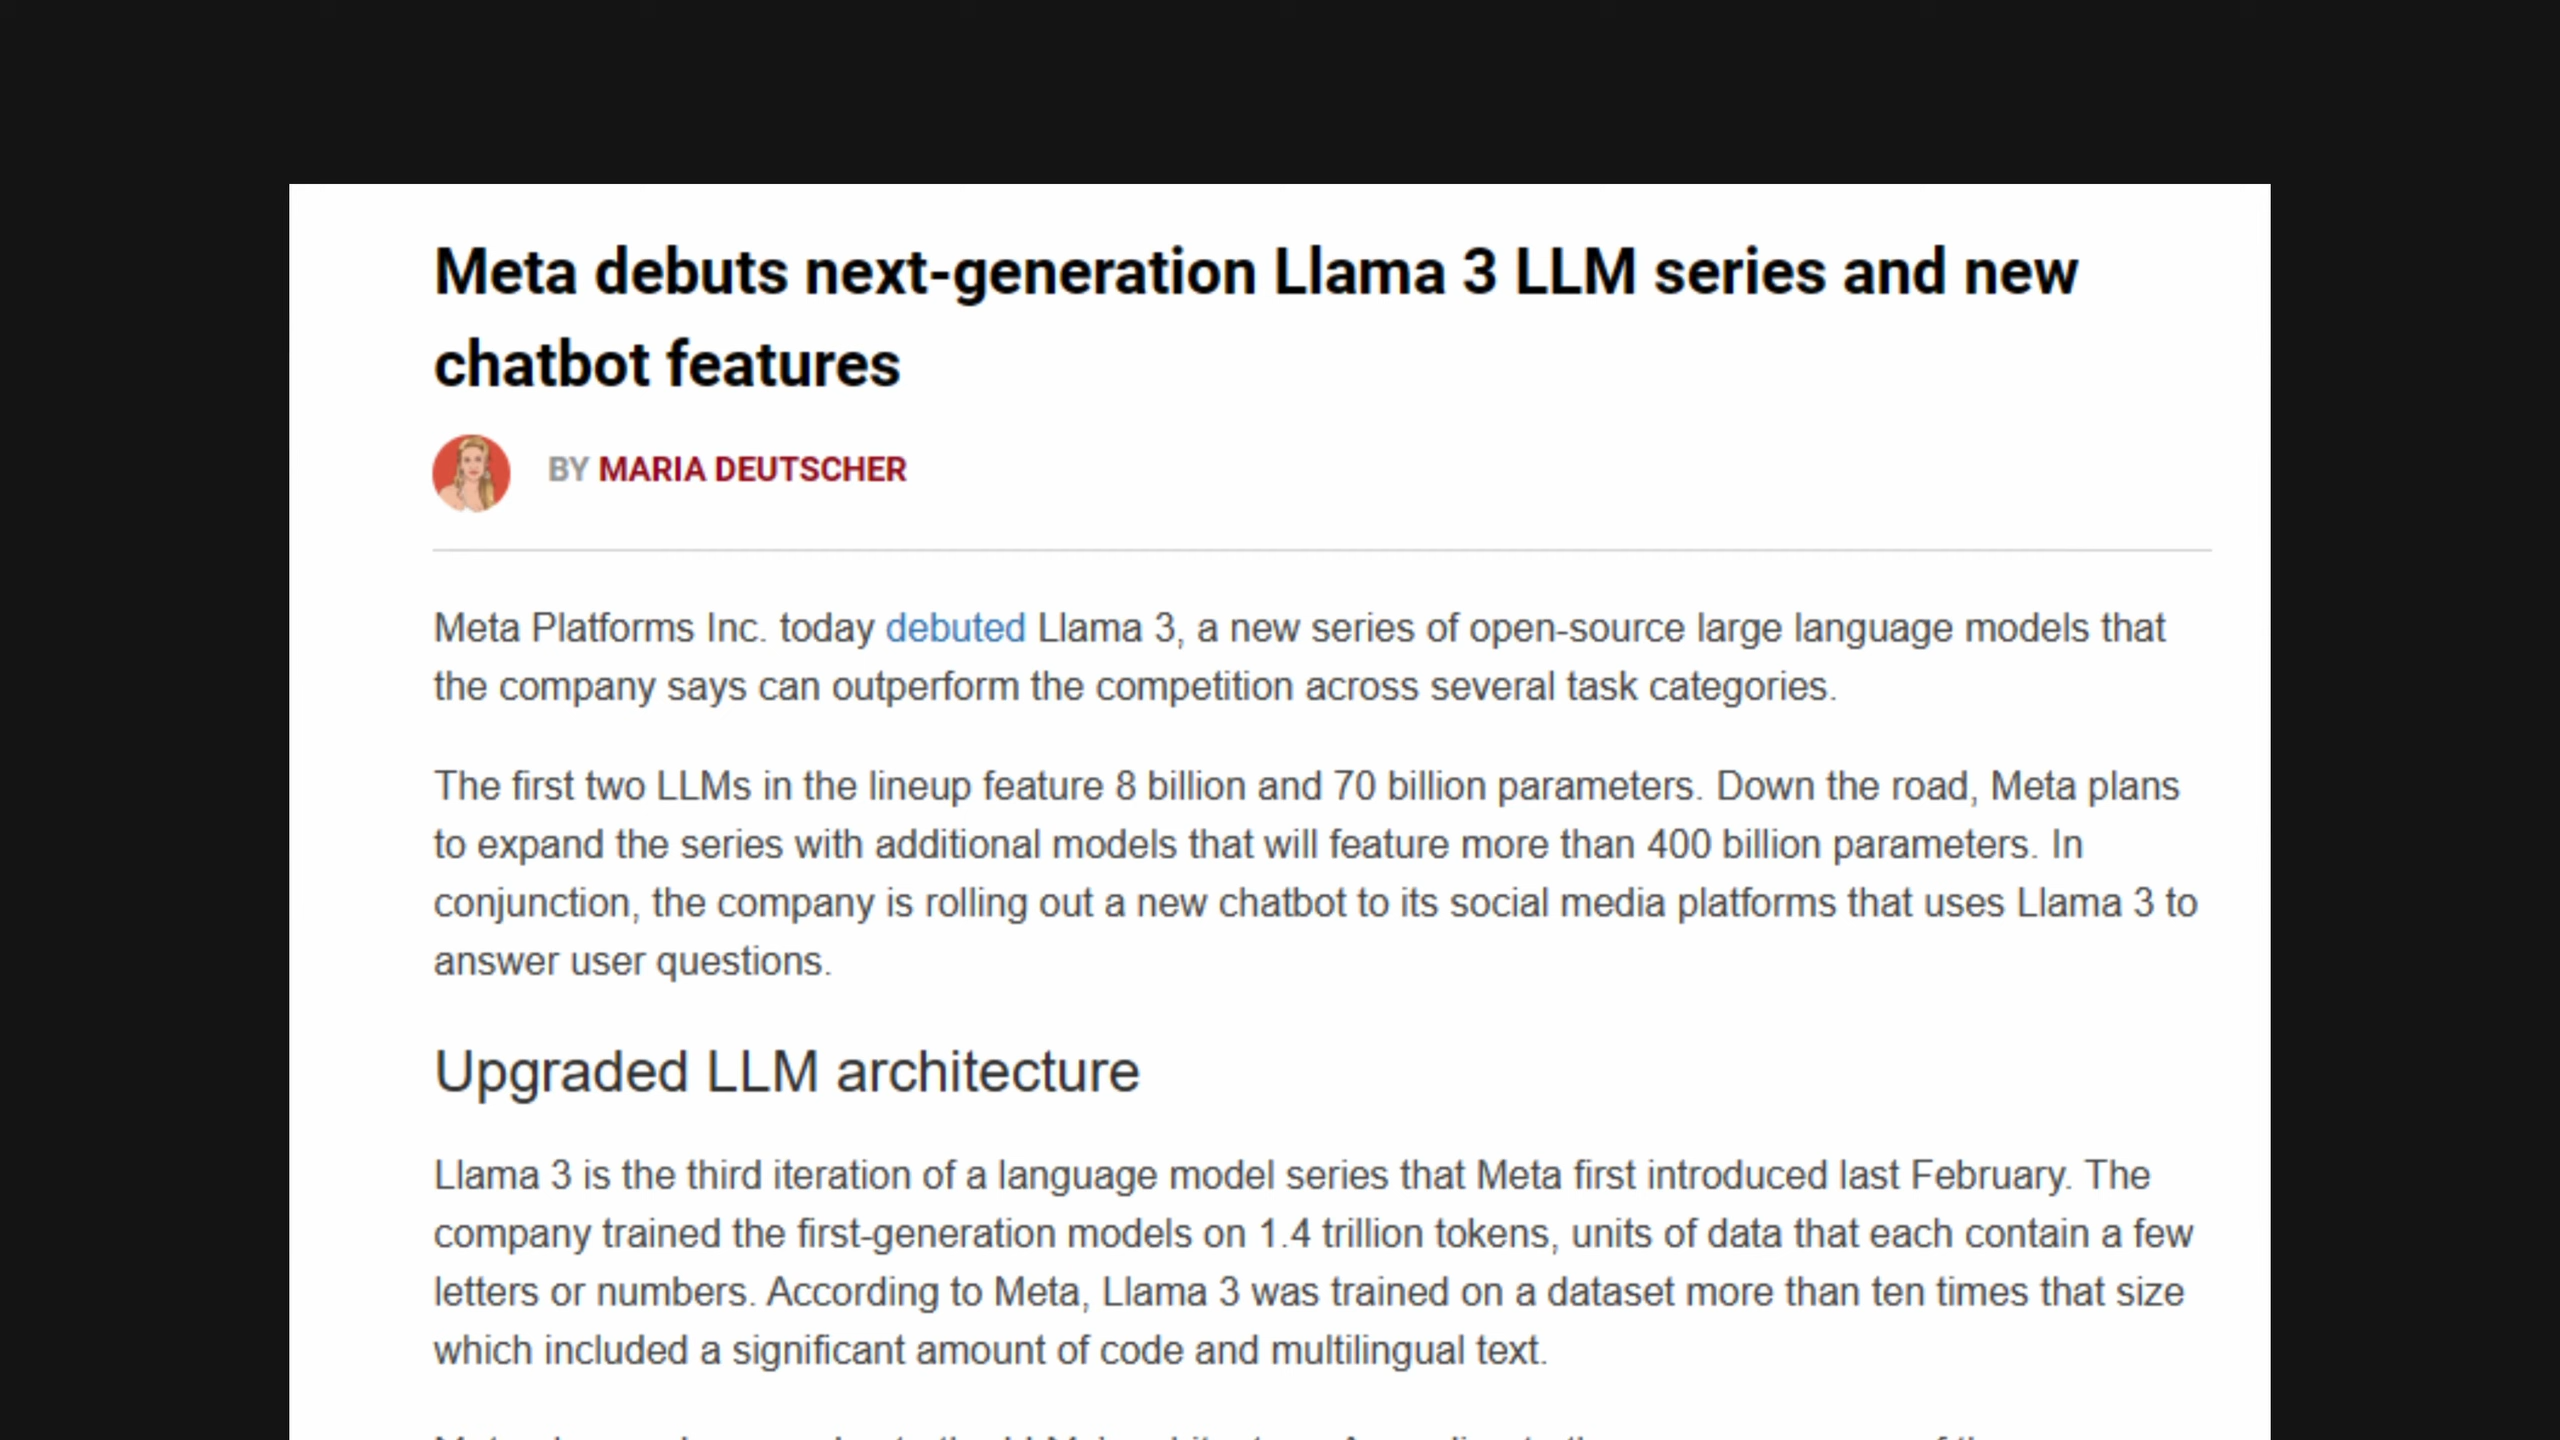 Meta debuts next-generation Llama 3 LLM series and new
chatbot features
BY MARIA DEUTSCHER
Meta Platforms Inc. today debuted Llama 3, a new series of open-source large language models that
the company says can outperform the competition across several task categories.
The first two LLMs in the lineup feature 8 billion and 70 billion parameters. Down the road, Meta plans
to expand the series with additional models that will feature more than 400 billion parameters. In
conjunction, the company is rolling out a new chatbot to its social media platforms that uses Llama 3 to
answer user questions.
Upgraded LLM architecture
Llama 3 is the third iteration of a language model series that Meta first introduced last February. The
company trained the first-generation models on 1.4 trillion tokens, units of data that each contain a few
letters or numbers. According to Meta, Llama 3 was trained on a dataset more than ten times that size
which included a significant amount of code and multilingual text.